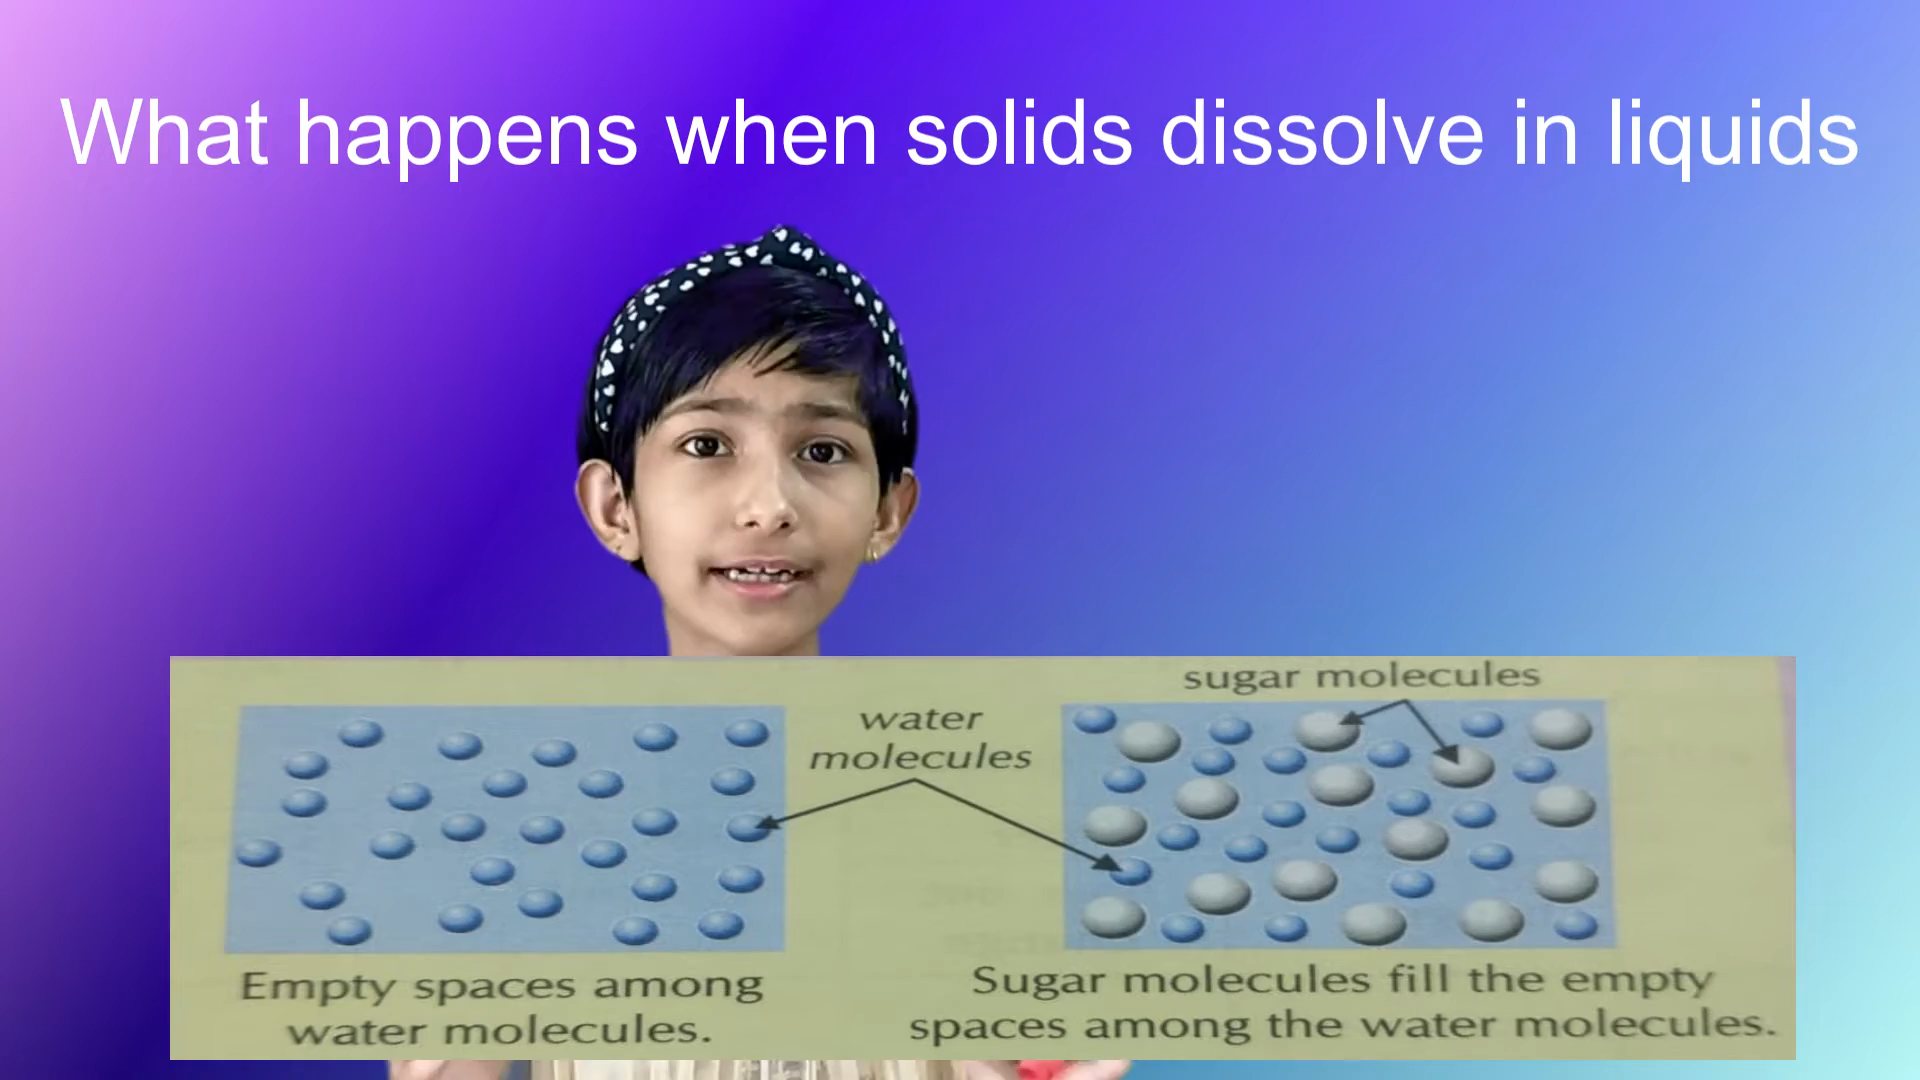 What happens when solids dissolve in liquids
sugar molecules
water
molecules
Empty spaces among
water molecules.
Sugar molecules fill the empty
spaces among the water molecules.